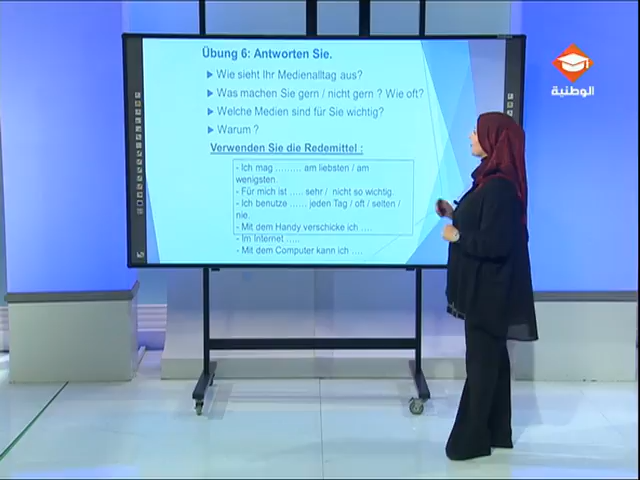 Übung 6: Antworten Sie.
Wie sieht Ihr Medienalltag aus?
Was machen Sie gern / nicht gern ? Wie oft?
Welche Medien sind für Sie wichtig?
Warum ?
Verwenden Sie die Redemittel :
- Ich mag ……… am liebsten / am
wenigsten.
- Für mich ist ….. sehr / nicht so wichtig.
- Ich benutze …… jeden Tag / oft / selten /
nie.
- Mit dem Handy verschicke ich ….
- Im Internet …..
- Mit dem Computer kann ich ….
الوطنية